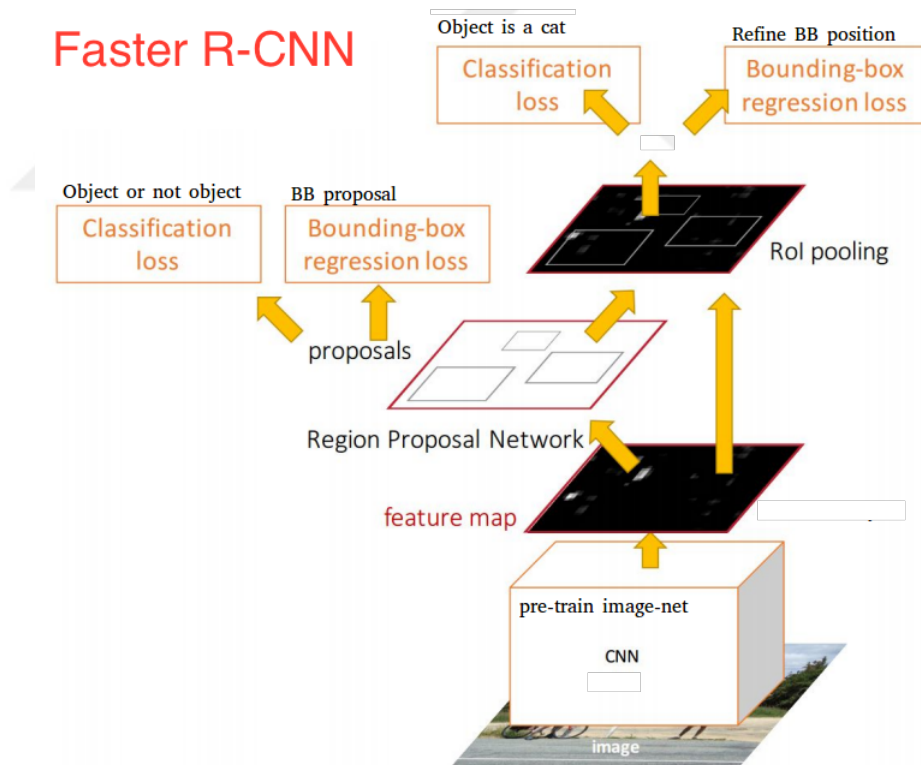 Faster R-CNN
Object is a cat
Classification
loss
Refine BB position
Bounding-box
regression loss
Object or not object
Classification
loss
BB proposal
Bounding-box
regression loss
RoI pooling
proposals
Region Proposal Network
feature map
pre-train image-net
CNN
image